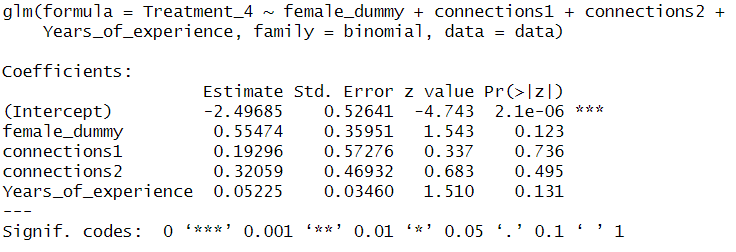 glm(formula = Treatment_4 ~ female_dummy + connections1 + connections2 +
    Years_of_experience, family = binomial, data = data)

Coefficients:
                    Estimate Std. Error z value Pr(>|z|)
(Intercept)         -2.49685    0.52641  -4.743  2.1e-06 ***
female_dummy         0.55474    0.35951   1.543    0.123
connections1         0.19296    0.57276   0.337    0.736
connections2         0.32059    0.46932   0.683    0.495
Years_of_experience  0.05225    0.03460   1.510    0.131
---
Signif. codes:  0 ‘***’ 0.001 ‘**’ 0.01 ‘*’ 0.05 ‘.’ 0.1 ‘ ’ 1